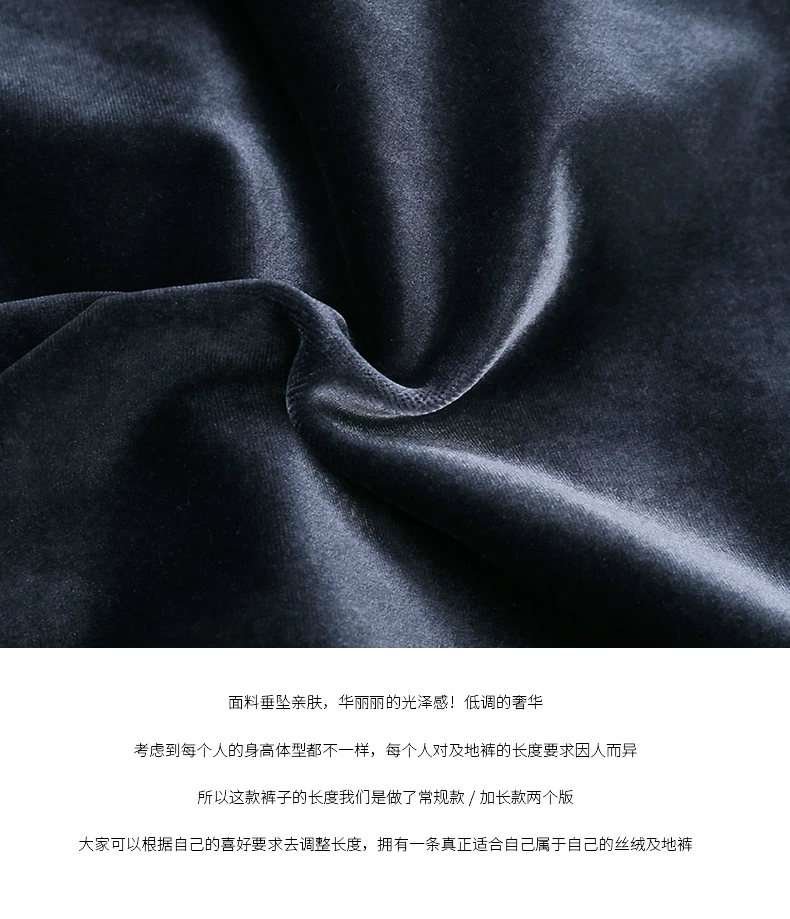 面料垂坠亲肤，华丽丽的光泽感！低调的奢华
考虑到每个人的身高体型都不一样，每个人对及地裤的长度要求因人而异
所以这款裤子的长度我们是做了常规款 / 加长款两个版
大家可以根据自己的喜好要求去调整长度，拥有一条真正适合自己属于自己的丝绒及地裤